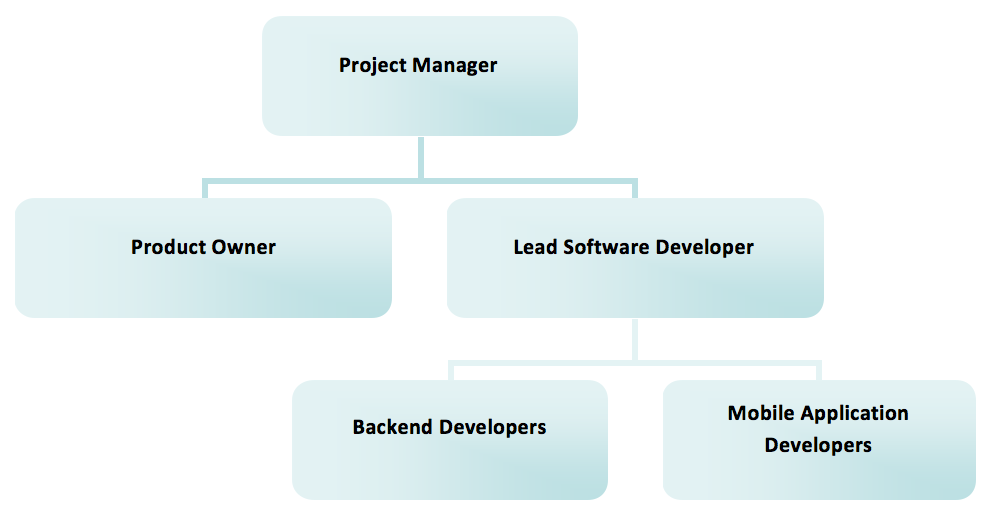 Project Manager
Product Owner
Lead Software Developer
Backend Developers
Mobile Application
Developers